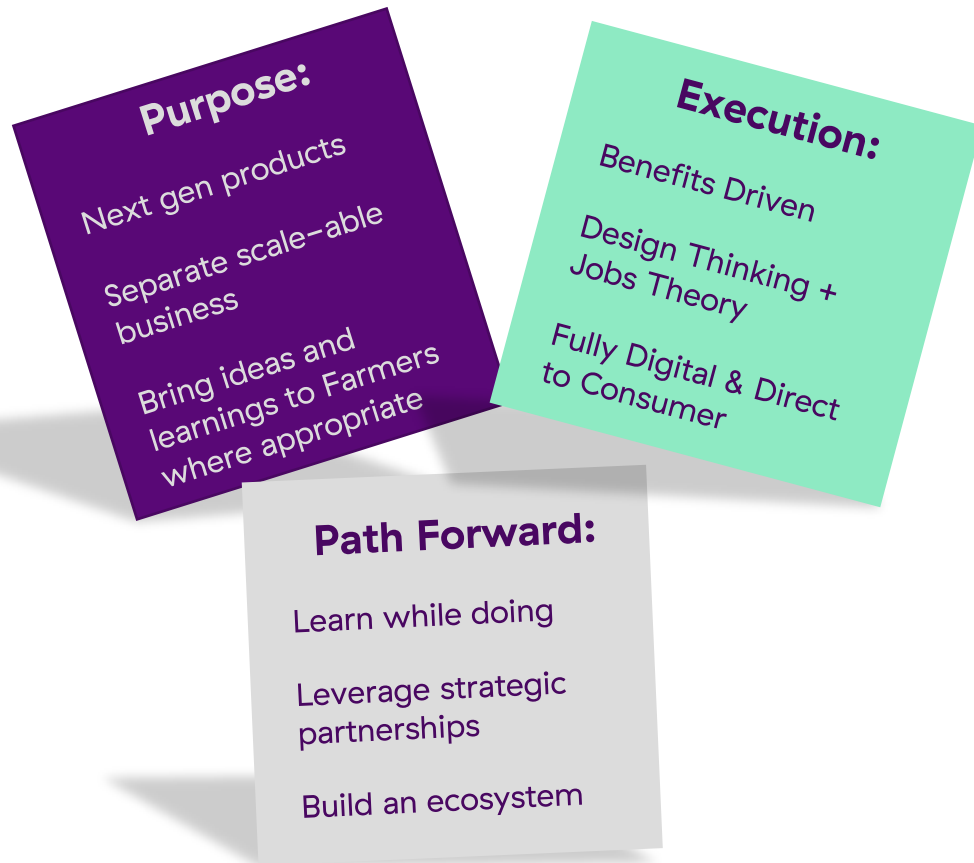 Purpose:
Next gen products
Separate scale-able
business
Bring ideas and
learnings to Farmers
where appropriate
Execution:
Benefits Driven
Design Thinking +
Jobs Theory
Fully Digital & Direct
to Consumer
Path Forward:
Learn while doing
Leverage strategic
partnerships
Build an ecosystem